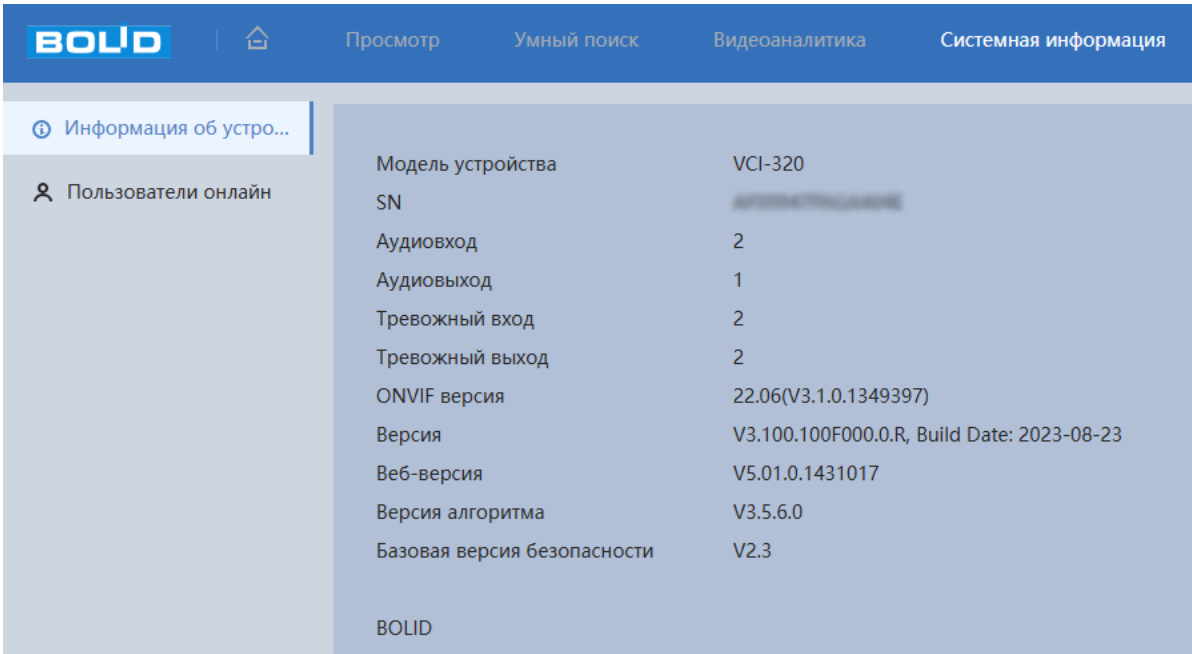 BOLID Просмотр Умный поиск Видеоаналитика Системная информация
Информация об устро...
Пользователи онлайн
Модель устройства VCI-320
SN
Аудиовход 2
Аудиовыход 1
Тревожный вход 2
Тревожный выход 2
ONVIF версия 22.06(V3.1.0.1349397)
Версия V3.100.100F000.0.R, Build Date: 2023-08-23
Веб-версия V5.01.0.1431017
Версия алгоритма V3.5.6.0
Базовая версия безопасности V2.3
BOLID